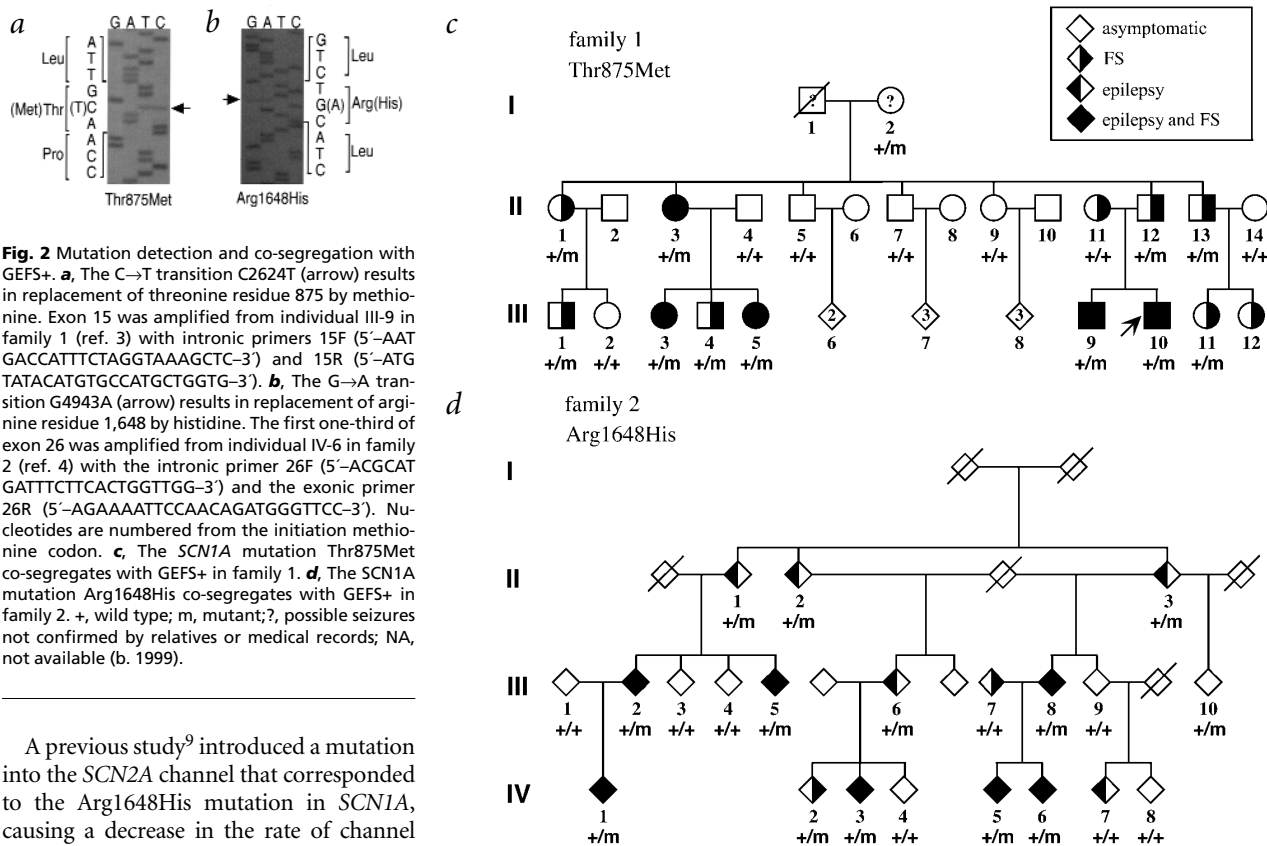 a
G A T C
Leu
A
T
T
(Met)Thr
(T)
G
C
A
Pro
A
C
C
Thr875Met
b
G A T C
G
T
C
Leu
T
G(A)
C
Arg(His)
A
T
C
Leu
Arg1648His
Fig. 2 Mutation detection and co-segregation with
GEFS+. a, The C→T transition C2624T (arrow) results
in replacement of threonine residue 875 by methio-
nine. Exon 15 was amplified from individual III-9 in
family 1 (ref. 3) with intronic primers 15F (5´–AAT
GACCATTTCTAGGTAAAGCTC–3´) and 15R (5´–ATG
TATACATGTGCCATGCTGGTG–3´). b, The G→A tran-
sition G4943A (arrow) results in replacement of argi-
nine residue 1,648 by histidine. The first one-third of
exon 26 was amplified from individual IV-6 in family
2 (ref. 4) with the intronic primer 26F (5´–ACGCAT
GATTTCTTCACTGGTTGG–3´) and the exonic primer
26R (5´–AGAAAATTCCAACAGATGGGTTCC–3´). Nu-
cleotides are numbered from the initiation methio-
nine codon. c, The SCN1A mutation Thr875Met
co-segregates with GEFS+ in family 1. d, The SCN1A
mutation Arg1648His co-segregates with GEFS+ in
family 2. +, wild type; m, mutant;?, possible seizures
not confirmed by relatives or medical records; NA,
not available (b. 1999).
A previous study9 introduced a mutation
into the SCN2A channel that corresponded
to the Arg1648His mutation in SCN1A,
causing a decrease in the rate of channel
c
family 1
Thr875Met
asymptomatic
FS
epilepsy
epilepsy and FS
I
? ?
1 2
+/m
II
1 2 3 4 5 6 7 8 9 10 11 12 13 14
+/m +/m +/+ +/+ +/+ +/+ +/+ +/m +/m +/+
III
2 3 3
1 2 3 4 5 6 7 8 9 10 11 12
+/m +/+ +/m +/m +/m +/m +/m +/m
d
family 2
Arg1648His
I
II
1 2 3
+/m +/m +/m
III
1 2 3 4 5 6 7 8 9 10
+/+ +/m +/+ +/+ +/m +/m +/+ +/m +/+ +/m
IV
1 2 3 4 5 6 7 8
+/m +/m +/m +/+ +/m +/m +/+ +/+